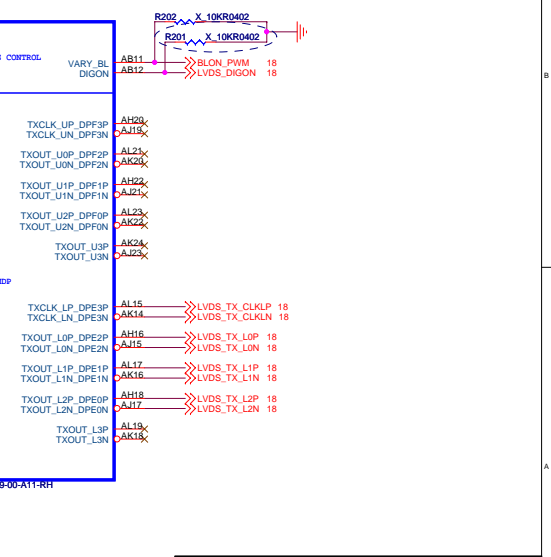 R202 X_10KR0402
R201 X_10KR0402
CONTROL
VARY_BL AB11 BLON_PWM 18
DIGON AB12 LVDS_DIGON 18
B
TXCLK_UP_DPF3P AH20
TXCLK_UN_DPF3N AJ19
TXOUT_U0P_DPF2P AL21
TXOUT_U0N_DPF2N AK20
TXOUT_U1P_DPF1P AH22
TXOUT_U1N_DPF1N AJ21
TXOUT_U2P_DPF0P AL23
TXOUT_U2N_DPF0N AK22
TXOUT_U3P AK24
TXOUT_U3N AJ23
DP
TXCLK_LP_DPE3P AL15 LVDS_TX_CLKLP 18
TXCLK_LN_DPE3N AK14 LVDS_TX_CLKLN 18
TXOUT_L0P_DPE2P AH16 LVDS_TX_L0P 18
TXOUT_L0N_DPE2N AJ15 LVDS_TX_L0N 18
TXOUT_L1P_DPE1P AL17 LVDS_TX_L1P 18
TXOUT_L1N_DPE1N AK16 LVDS_TX_L1N 18
TXOUT_L2P_DPE0P AH18 LVDS_TX_L2P 18
TXOUT_L2N_DPE0N AJ17 LVDS_TX_L2N 18
TXOUT_L3P AL19
TXOUT_L3N AK18
A
9-00-A11-RH